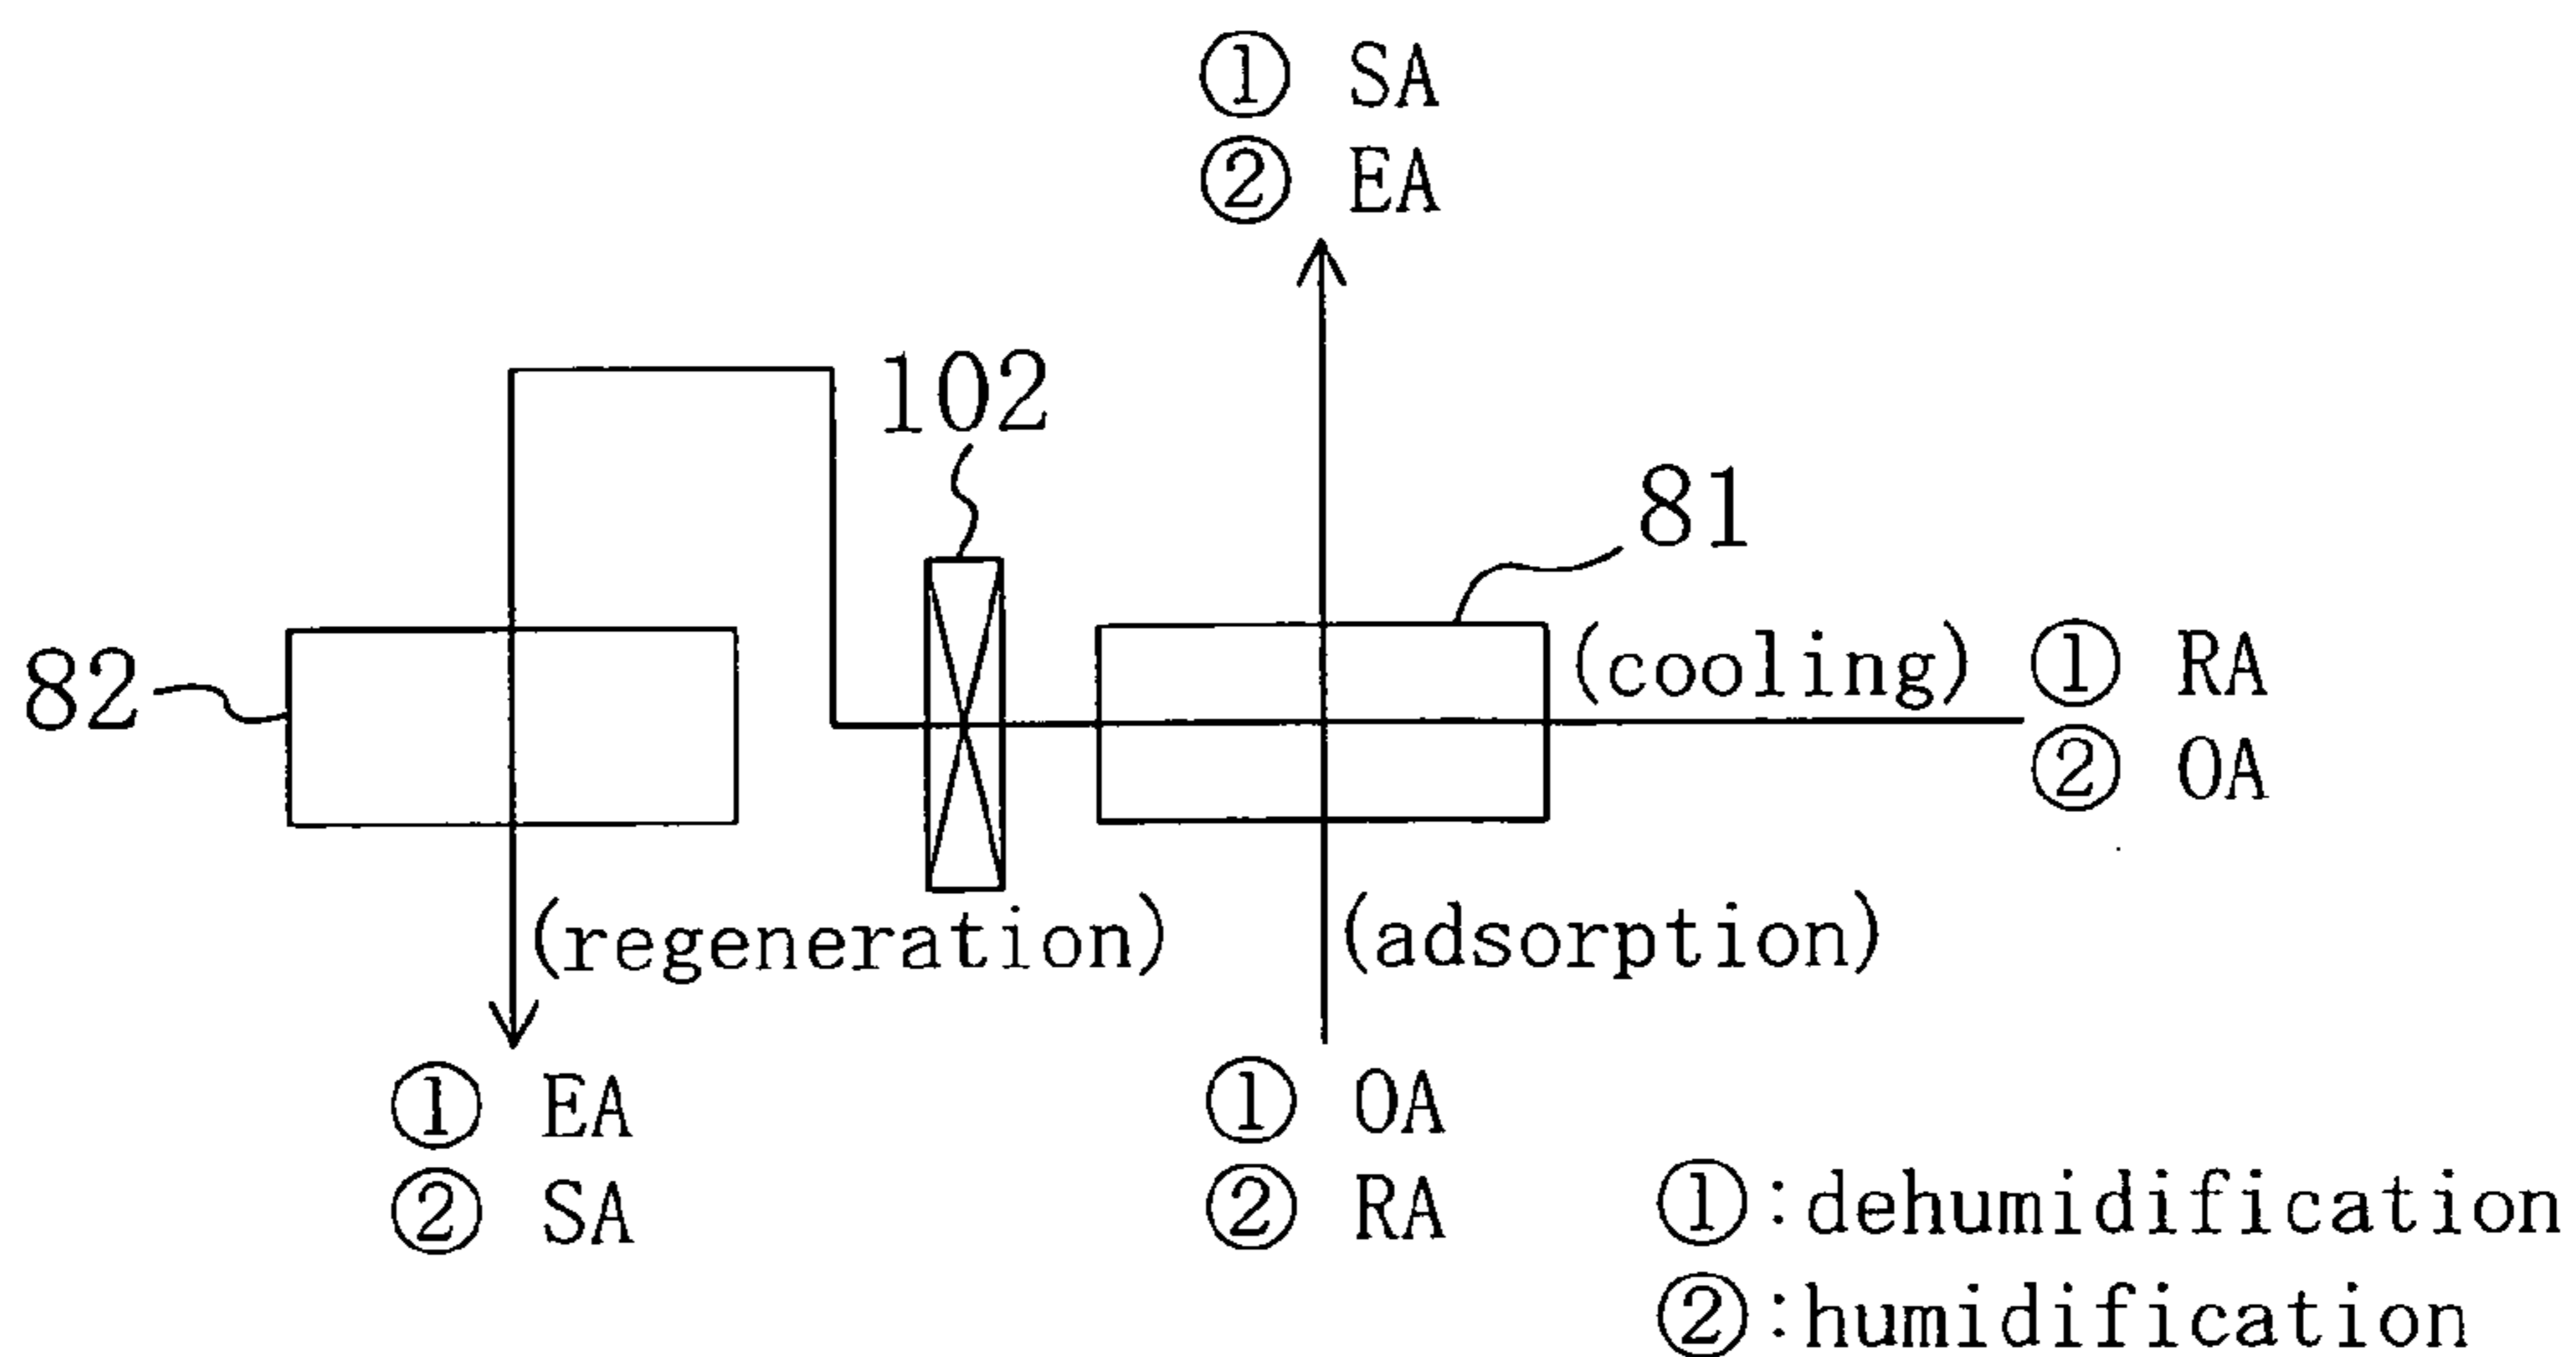 ① SA
② EA
102
81
82
(cooling)
① RA
② OA
(regeneration)
(adsorption)
① EA
② SA
① OA
② RA
①:dehumidification
②:humidification